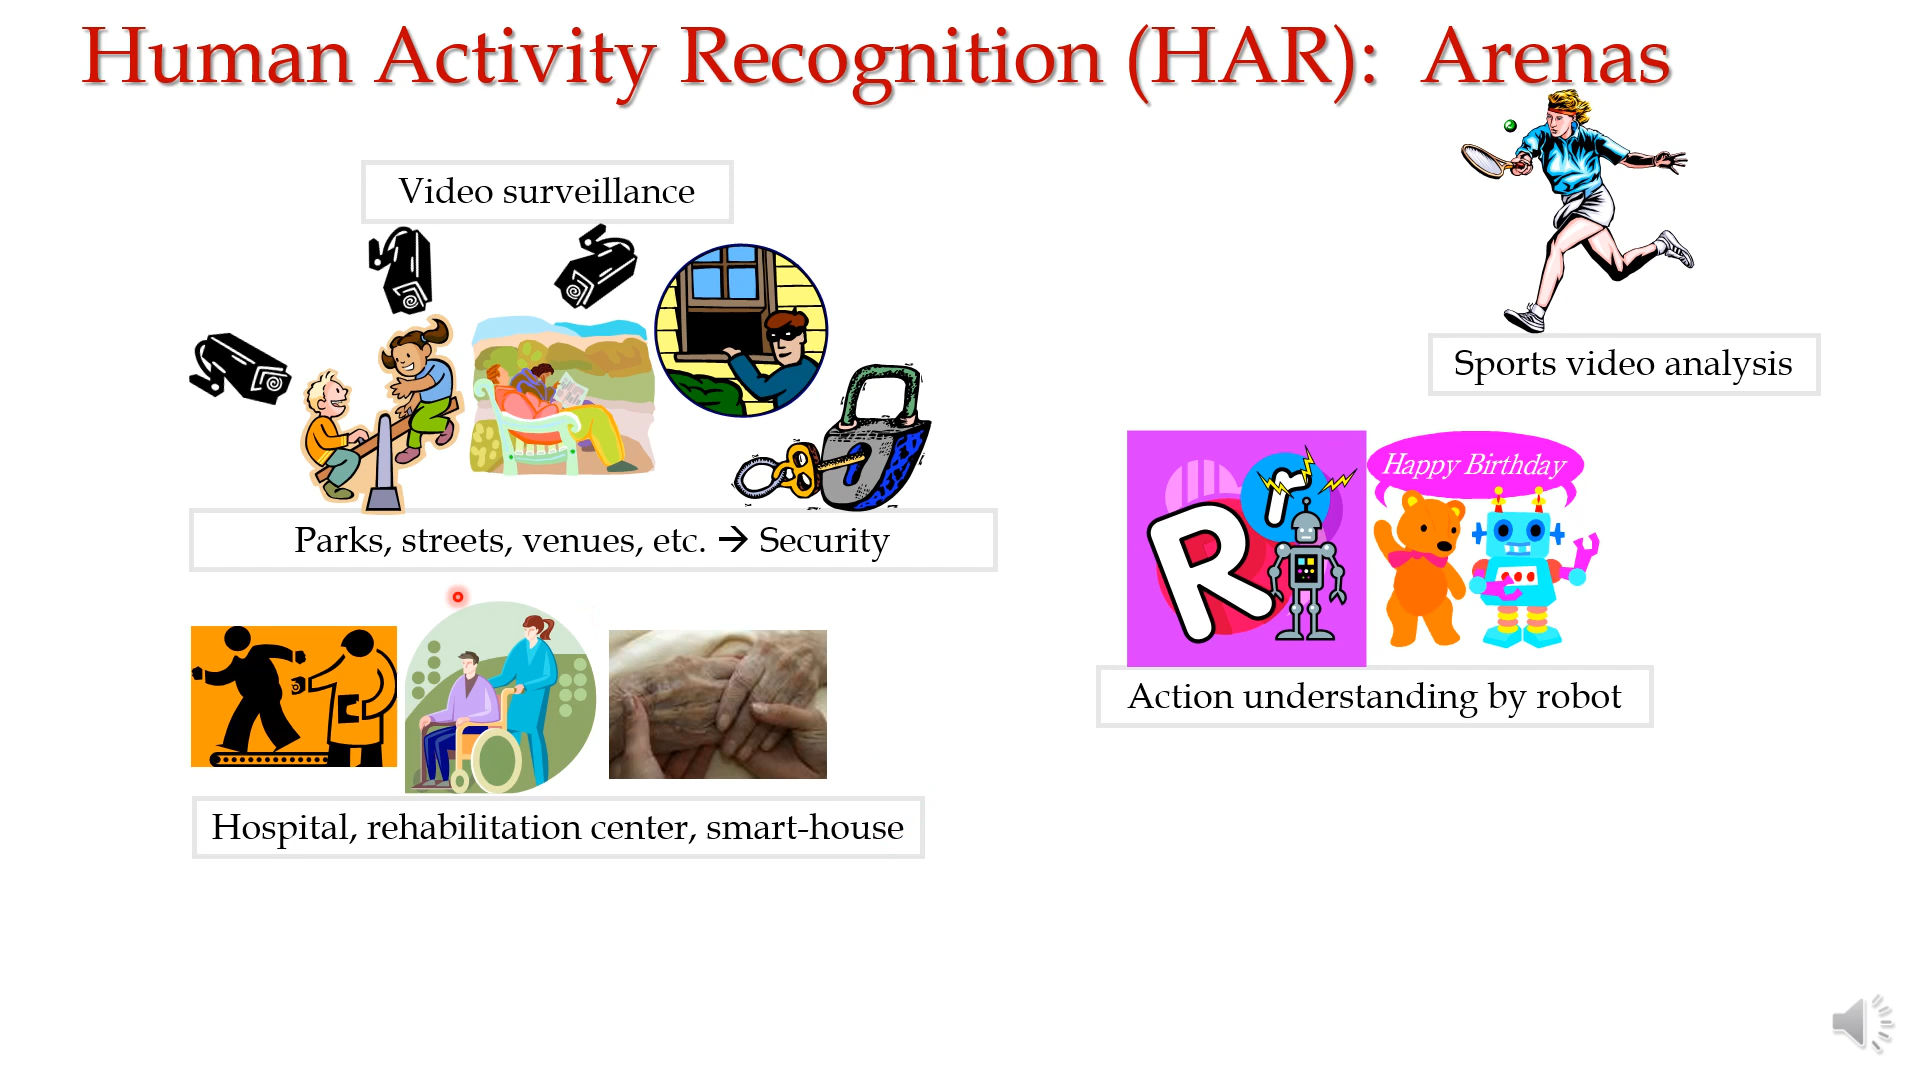 Human Activity Recognition (HAR): Arenas
Video surveillance
Parks, streets, venues, etc. → Security
Hospital, rehabilitation center, smart-house
Sports video analysis
R r
Happy Birthday
Action understanding by robot